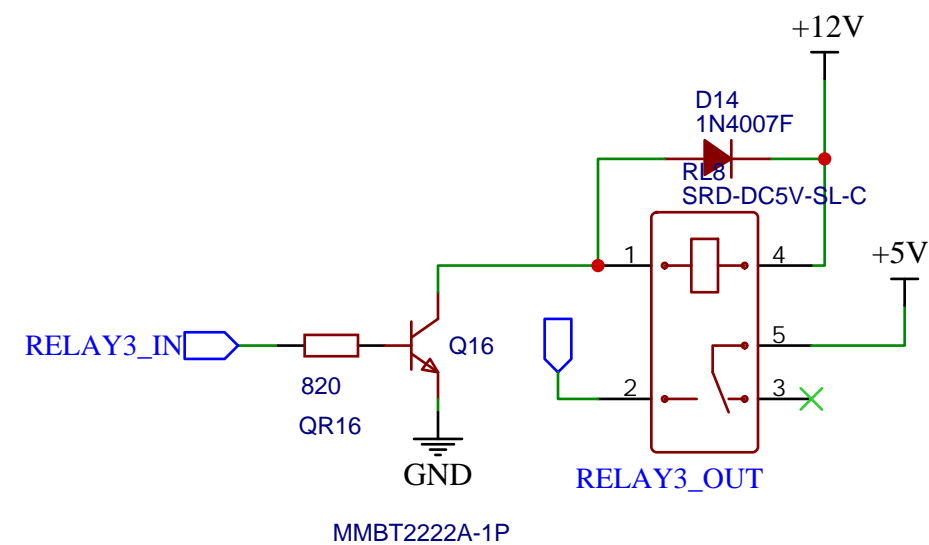 +12V
D14
1N4007F
RL8
SRD-DC5V-SL-C
1
4
+5V
RELAY3_IN
Q16
5
820
2
3
QR16
GND
RELAY3_OUT
MMBT2222A-1P